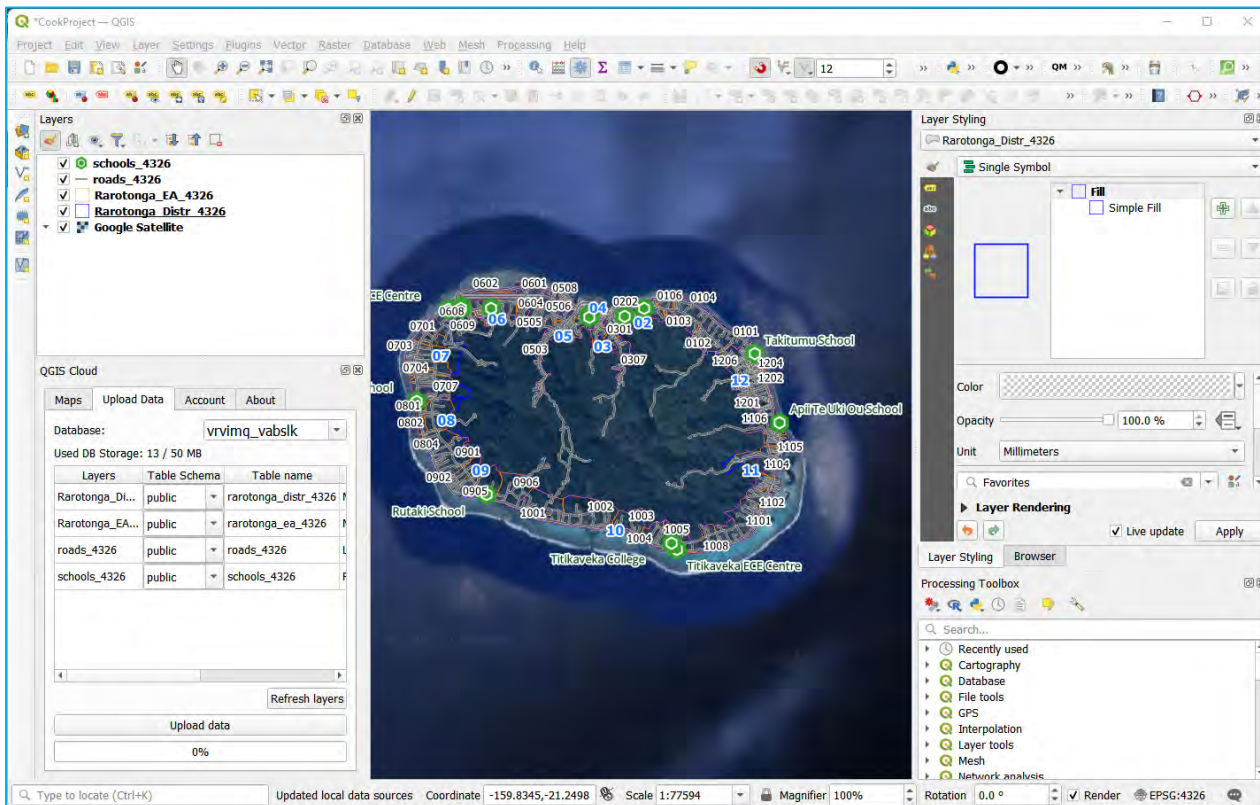 *CookProject — QGIS
Project Edit View Layer Settings Plugins Vector Raster Database Web Mesh Processing Help
12
QM
Layers
schools_4326
roads_4326
Rarotonga_EA_4326
Rarotonga_Distr_4326
Google Satellite
QGIS Cloud
Maps Upload Data Account About
Database: vrvimq_vabslk
Used DB Storage: 13 / 50 MB
Layers Table Schema Table name
Rarotonga_Di... public rarotonga_distr_4326
Rarotonga_EA... public rarotonga_ea_4326
roads_4326 public roads_4326
schools_4326 public schools_4326
Refresh layers
Upload data
0%
0602 0601 0508
CE Centre 0608 06 0604 0506 04 0202 0106 0104
0701 0609 0505 05 0301 02 0103 0101
0703 07 0503 03 0307 0102 Takitumu School
0704 1206 1204
hool 0707 12 1202
0801 1201
0802 08 1106 Apii Te Uki Ou School
0804 0901 1105
0902 09 0906 11 1104
0905 1102
Rutaki School 1001 1002 1003 1101
10 1004 1005 1008
Titikaveka College Titikaveka ECE Centre
Layer Styling
Rarotonga_Distr_4326
Single Symbol
Fill
Simple Fill
Color
Opacity 100.0 %
Unit Millimeters
Favorites
Layer Rendering
Live update Apply
Layer Styling Browser
Processing Toolbox
Search...
Recently used
Cartography
Database
File tools
GPS
Interpolation
Layer tools
Mesh
Network analysis
Type to locate (Ctrl+K) Updated local data sources Coordinate -159.8345,-21.2498 Scale 1:77594 Magnifier 100% Rotation 0.0 ° Render EPSG:4326